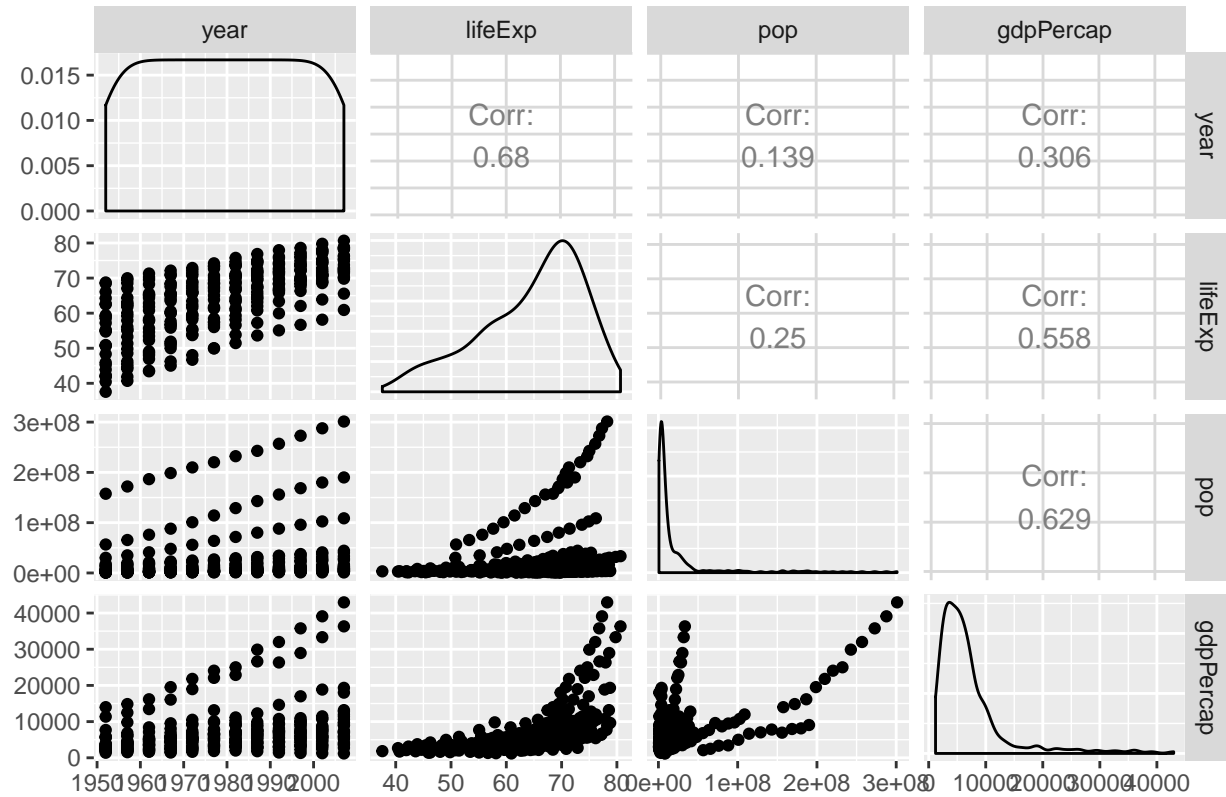 year lifeExp pop gdpPercap
0.015
0.010
0.005
0.000
Corr:
0.68
Corr:
0.139
Corr:
0.306
year
80
70
60
50
40
Corr:
0.25
Corr:
0.558
lifeExp
3e+08
2e+08
1e+08
0e+00
Corr:
0.629
pop
40000
30000
20000
10000
0
gdpPercap
1950 1960 1970 1980 1990 2000 40 50 60 70 80 0e+00 1e+08 2e+08 3e+08 0 10000 20000 30000 40000